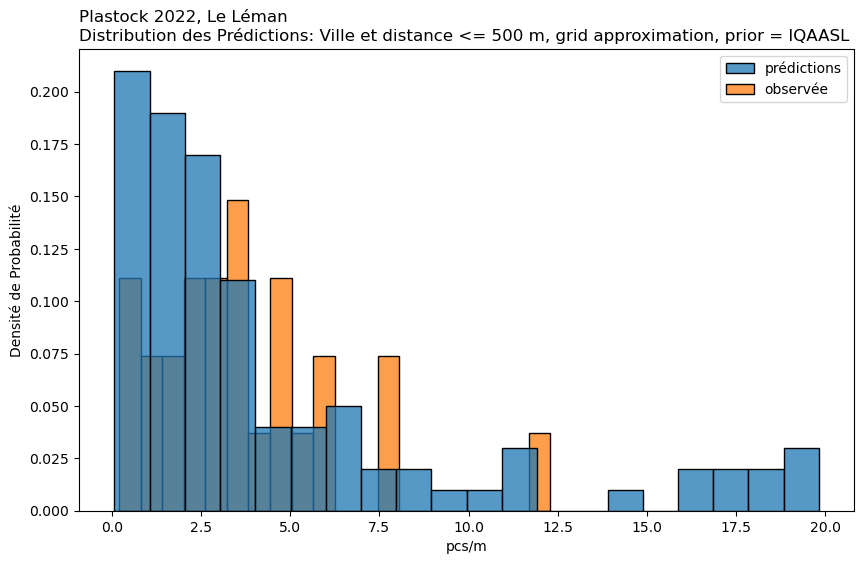 Plastock 2022, Le Léman
Distribution des Prédictions: Ville et distance <= 500 m, grid approximation, prior = IQAASL
prédictions
observée
0.200
0.175
0.150
0.125
0.100
0.075
0.050
0.025
0.000
Densité de Probabilité
0.0 2.5 5.0 7.5 10.0 12.5 15.0 17.5 20.0
pcs/m